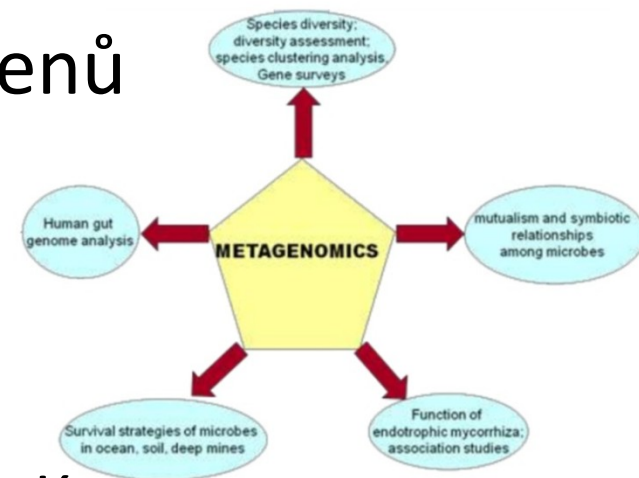 enů
Species diversity;
diversity assessment;
species clustering analysis,
Gene surveys
Human gut
genome analysis
METAGENOMICS
mutualism and symbiotic
relationships
among microbes
Survival strategies of microbes
in ocean, soil, deep mines
Function of
endotrophic mycorrhiza;
association studies